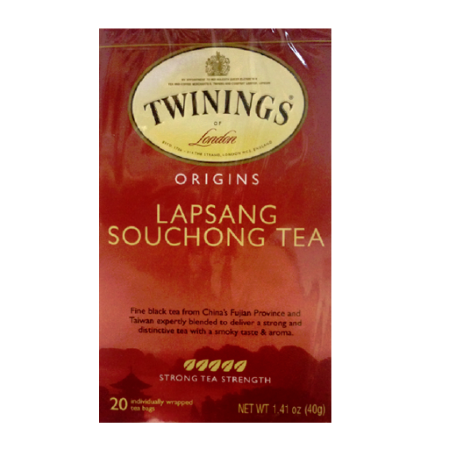 TWININGS®
OF
London
ORIGINS
LAPSANG
SOUCHONG TEA
Fine black tea from China's Fujian Province and
Taiwan expertly blended to deliver a strong and
distinctive tea with a smoky taste & aroma.
STRONG TEA STRENGTH
20 individually wrapped
tea bags
NET WT 1.41 oz (40g)